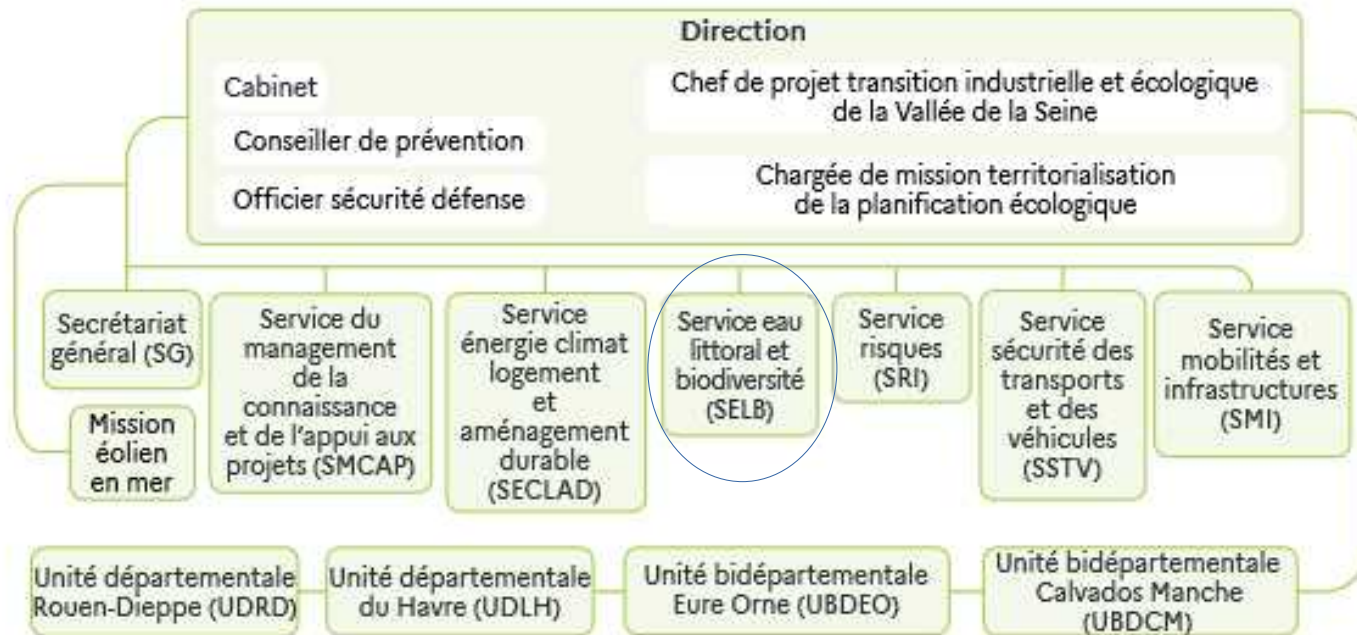 Direction
Cabinet
Conseiller de prévention
Officier sécurité défense
Chef de projet transition industrielle et écologique
de la Vallée de la Seine
Chargée de mission territorialisation
de la planification écologique
Secrétariat
général (SG)
Mission
éolien
en mer
Service du
management
de la
connaissance
et de l'appui aux
projets (SMCAP)
Service
énergie climat
logement
et
aménagement
durable
(SECLAD)
Service eau
littoral et
biodiversité
(SELB)
Service
risques
(SRI)
Service
sécurité des
transports
et des
véhicules
(SSTV)
Service
mobilités et
infrastructures
(SMI)
Unité départementale
Rouen-Dieppe (UDRD)
Unité départementale
du Havre (UDLH)
Unité bidépartementale
Eure Orne (UBDEO)
Unité bidépartementale
Calvados Manche
(UBDCM)